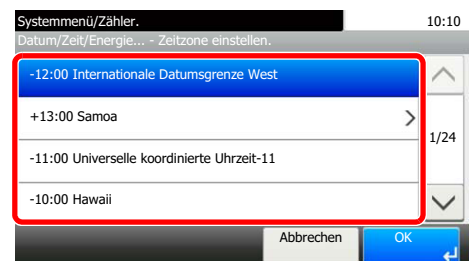 Systemmenü/Zähler. 10:10
Datum/Zeit/Energie... - Zeitzone einstellen.
-12:00 Internationale Datumsgrenze West
+13:00 Samoa
1/24
-11:00 Universelle koordinierte Uhrzeit-11
-10:00 Hawaii
Abbrechen OK